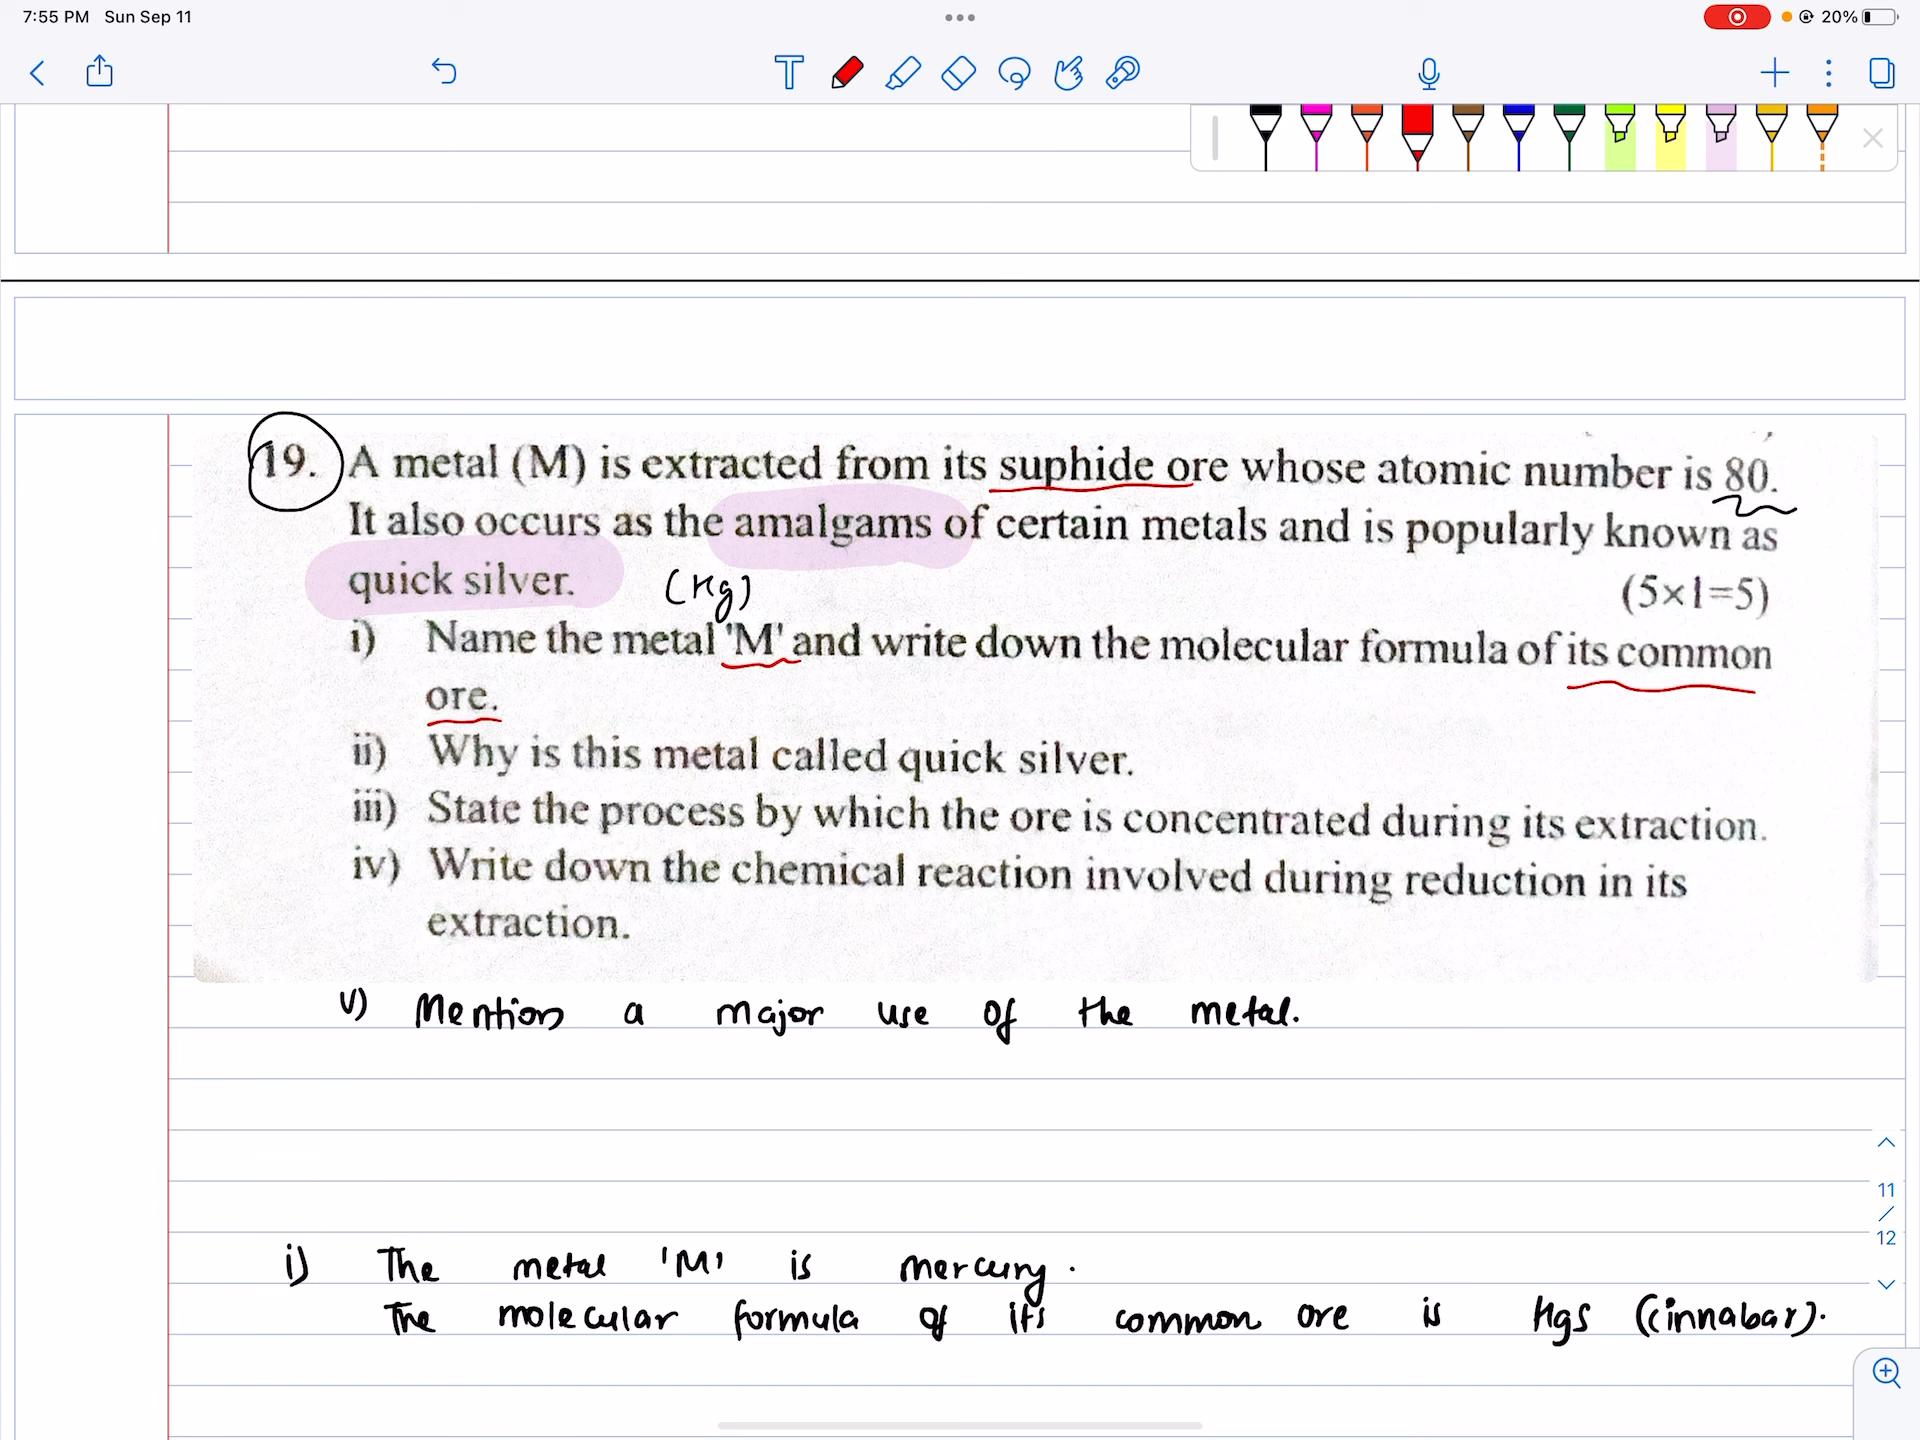 7:55 PM Sun Sep 11
20%
19. A metal (M) is extracted from its suphide ore whose atomic number is 80.
It also occurs as the amalgams of certain metals and is popularly known as
quick silver. (Hg) (5×1=5)
i) Name the metal 'M' and write down the molecular formula of its common
ore.
ii) Why is this metal called quick silver.
iii) State the process by which the ore is concentrated during its extraction.
iv) Write down the chemical reaction involved during reduction in its
extraction.
v) Mention a major use of the metal.
11
/
12
i) The metal 'M' is mercury.
The molecular formula of its common ore is Hgs (cinnabar).